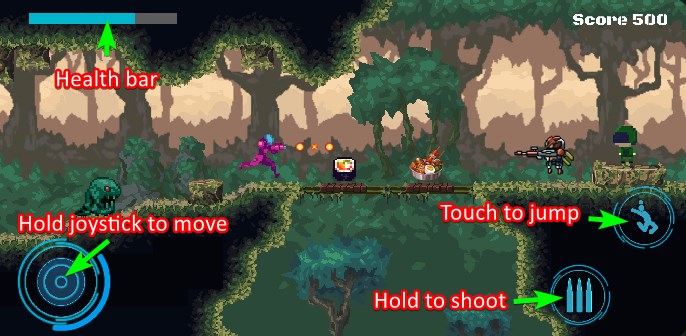 Score 500
Health bar
Hold joystick to move
Touch to jump
Hold to shoot